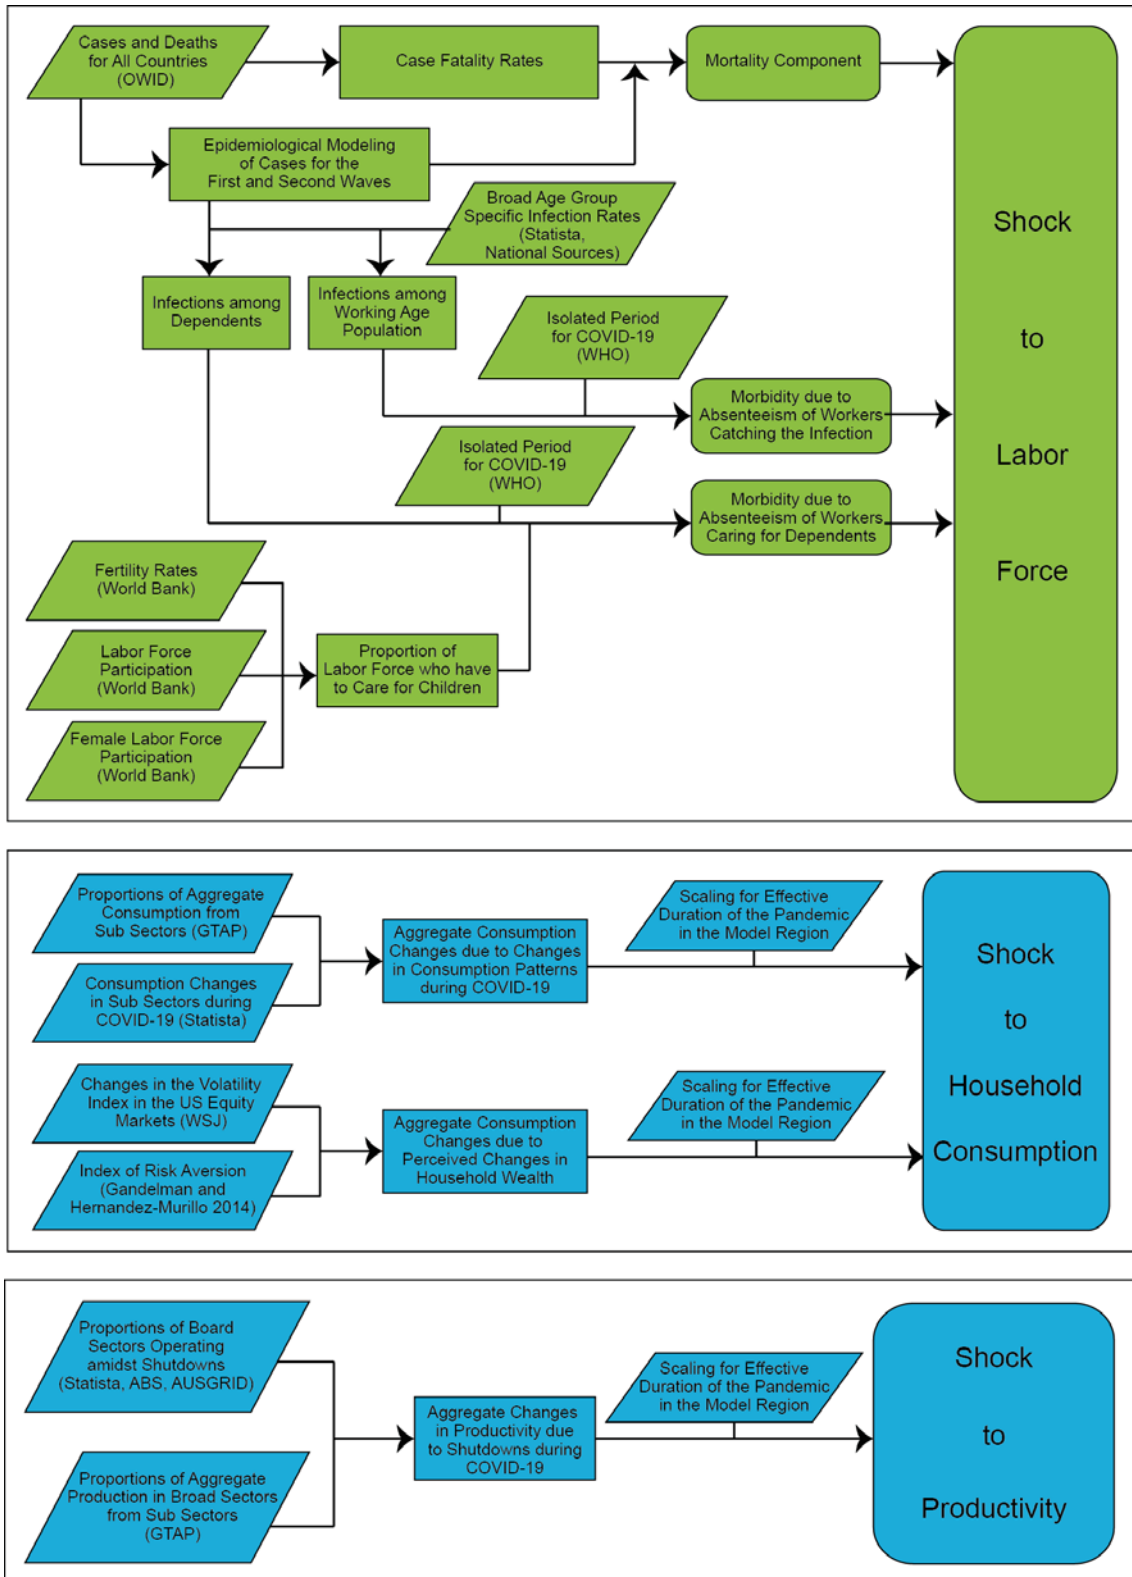 Cases and Deaths
for All Countries
(OWID)
Case Fatality Rates
Mortality Component
Epidemiological Modeling
of Cases for the
First and Second Waves
Broad Age Group
Specific Infection Rates
(Statista,
National Sources)
Infections among
Dependents
Infections among
Working Age
Population
Isolated Period
for COVID-19
(WHO)
Morbidity due to
Absenteeism of Workers
Catching the Infection
Isolated Period
for COVID-19
(WHO)
Morbidity due to
Absenteeism of Workers
Caring for Dependents
Fertility Rates
(World Bank)
Labor Force
Participation
(World Bank)
Female Labor Force
Participation
(World Bank)
Proportion of
Labor Force who have
to Care for Children
Shock
to
Labor
Force
Proportions of Aggregate
Consumption from
Sub Sectors (GTAP)
Consumption Changes
in Sub Sectors during
COVID-19 (Statista)
Aggregate Consumption
Changes due to Changes
in Consumption Patterns
during COVID-19
Scaling for Effective
Duration of the Pandemic
in the Model Region
Changes in the Volatility
Index in the US Equity
Markets (WSJ)
Index of Risk Aversion
(Gandelman and
Hernandez-Murillo 2014)
Aggregate Consumption
Changes due to
Perceived Changes in
Household Wealth
Scaling for Effective
Duration of the Pandemic
in the Model Region
Shock
to
Household
Consumption
Proportions of Board
Sectors Operating
amidst Shutdowns
(Statista, ABS, AUSGRID)
Proportions of Aggregate
Production in Broad Sectors
from Sub Sectors
(GTAP)
Aggregate Changes
in Productivity due
to Shutdowns during
COVID-19
Scaling for Effective
Duration of the Pandemic
in the Model Region
Shock
to
Productivity